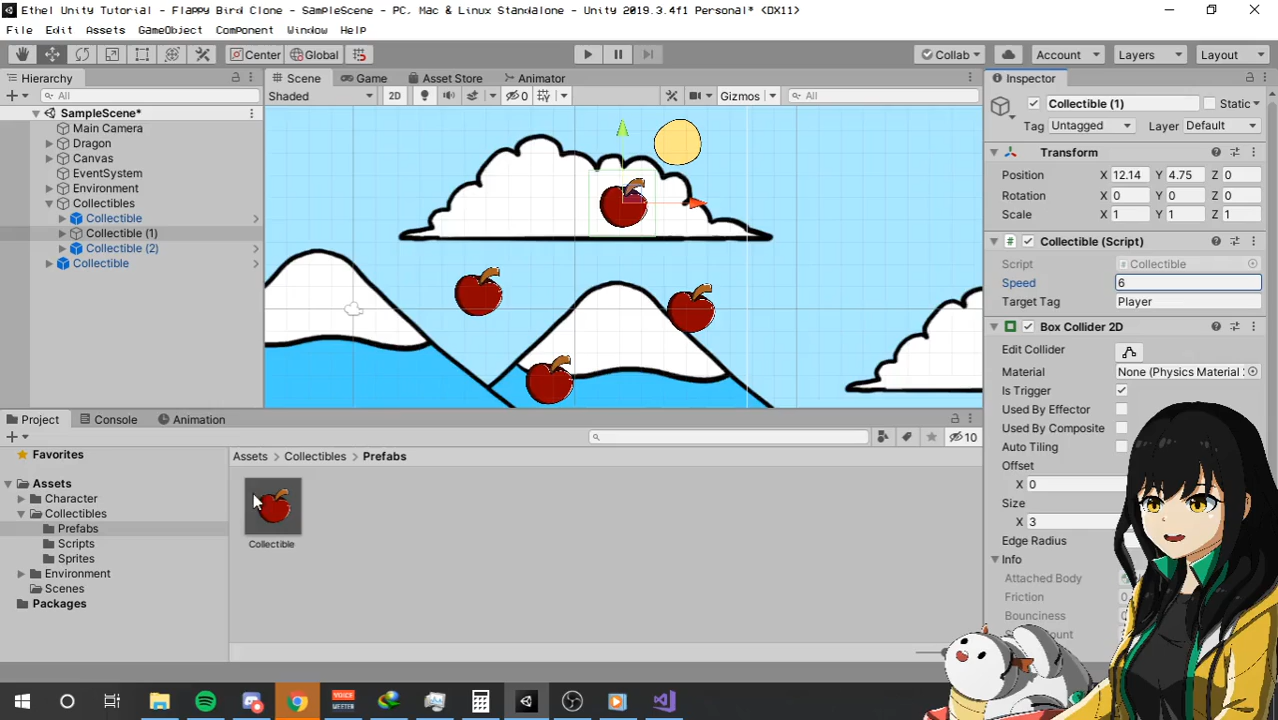 Ethel Unity Tutorial - Flappy Bird Clone - SampleScene - PC, Mac & Linux Standalone - Unity 2019.3.4f1 Personal* <DX11>
File Edit Assets GameObject Component Window Help
Center Global Collab Account Layers Layout
Hierarchy Scene Game Asset Store Animator Inspector
All Shaded 2D 0 Gizmos All Collectible (1) Static
SampleScene*
Tag Untagged Layer Default
Main Camera
Dragon
Transform
Canvas
Position X 12.14 Y 4.75 Z 0
EventSystem
Environment
Rotation X 0 Y 0 Z 0
Collectibles
Scale X 1 Y 1 Z 1
Collectible
Collectible (1)
Collectible (Script)
Collectible (2)
Script Collectible
Collectible
Speed 6
Target Tag Player
Box Collider 2D
Edit Collider
Material None (Physics Material
Is Trigger
Used By Effector
Used By Composite
Auto Tiling
Offset
X 0
Size
X 3
Edge Radius
Info
Attached Body
Friction 0
Bounciness
Project Console Animation
10
Favorites
Assets > Collectibles > Prefabs
Assets
Character
Collectibles
Prefabs
Scripts
Sprites
Environment
Scenes
Packages
Collectible
VOICE
MEETER